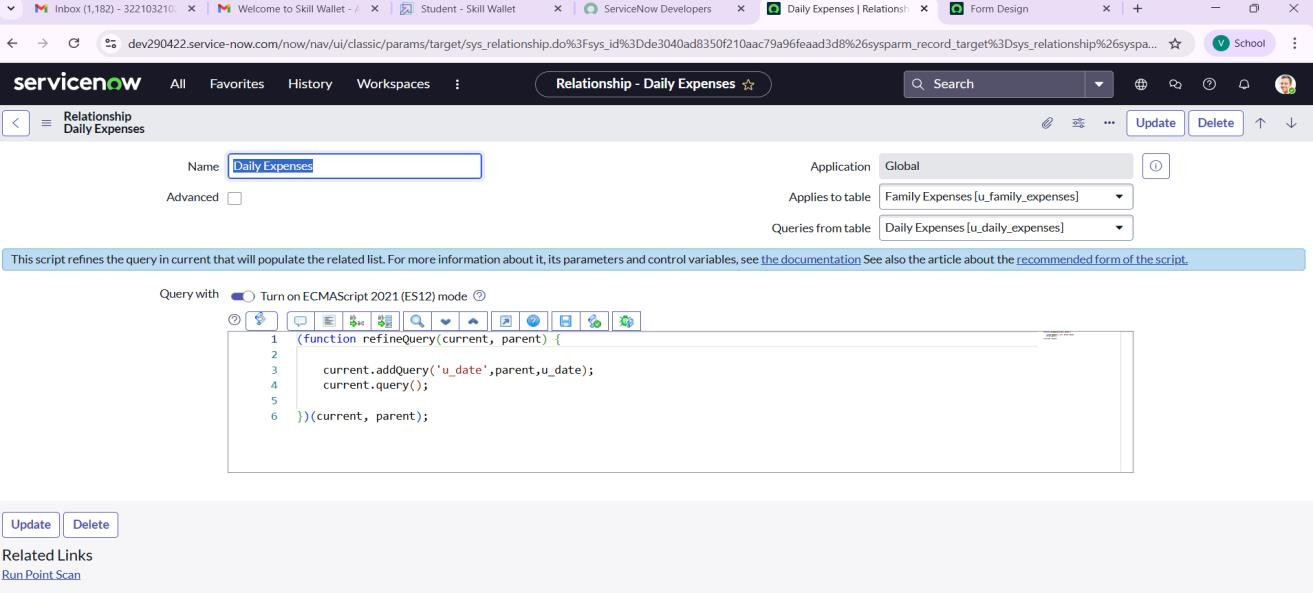 Inbox (1,182) - 322103210
Welcome to Skill Wallet - A
Student - Skill Wallet
ServiceNow Developers
Daily Expenses | Relationsh
Form Design
dev290422.service-now.com/now/nav/ui/classic/params/target/sys_relationship.do%3Fsys_id%3Dde3040ad8350f210aac79a96feaad3d8%26sysparm_record_target%3Dsys_relationship%26syspa...
V School
servicenow All Favorites History Workspaces Relationship - Daily Expenses Search
Relationship
Daily Expenses
Update Delete
Name Daily Expenses Application Global
Advanced Applies to table Family Expenses [u_family_expenses]
Queries from table Daily Expenses [u_daily_expenses]
This script refines the query in current that will populate the related list. For more information about it, its parameters and control variables, see the documentation See also the article about the recommended form of the script.
Query with Turn on ECMAScript 2021 (ES12) mode
1 (function refineQuery(current, parent) {
2
3 current.addQuery('u_date',parent,u_date);
4 current.query();
5
6 })(current, parent);
Update Delete
Related Links
Run Point Scan